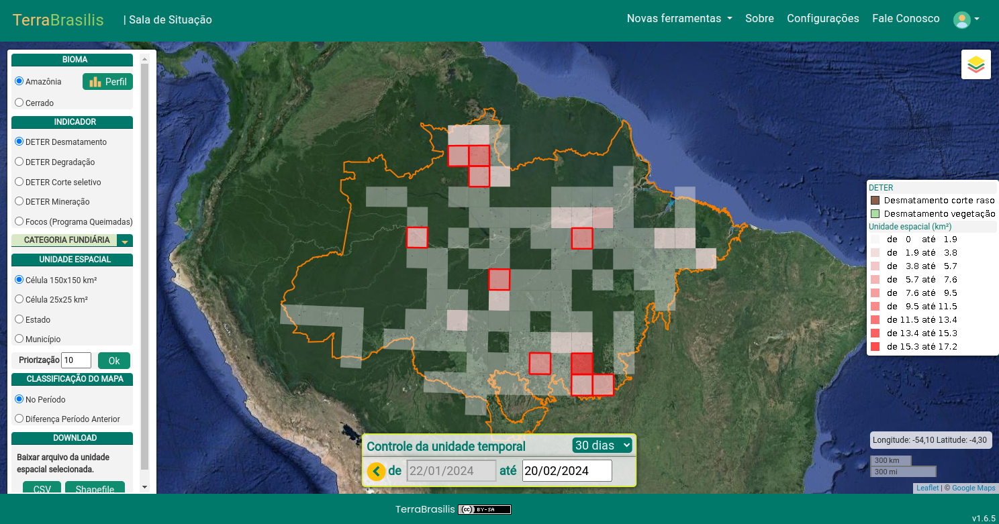 TerraBrasilis | Sala de Situação Novas ferramentas Sobre Configurações Fale Conosco
BIOMA
Amazônia Perfil
Cerrado
INDICADOR
DETER Desmatamento
DETER Degradação
DETER Corte seletivo
DETER Mineração
Focos (Programa Queimadas)
CATEGORIA FUNDIÁRIA
UNIDADE ESPACIAL
Célula 150x150 km²
Célula 25x25 km²
Estado
Município
Priorização 10 Ok
CLASSIFICAÇÃO DO MAPA
No Período
Diferença Período Anterior
DOWNLOAD
Baixar arquivo da unidade
espacial selecionada.
CSV Shapefile
DETER
Desmatamento corte raso
Desmatamento vegetação
Unidade espacial (km²)
de 0 até 1.9
de 1.9 até 3.8
de 3.8 até 5.7
de 5.7 até 7.6
de 7.6 até 9.5
de 9.5 até 11.5
de 11.5 até 13.4
de 13.4 até 15.3
de 15.3 até 17.2
Controle da unidade temporal 30 dias
de 22/01/2024 até 20/02/2024
Longitude: -54,10 Latitude: -4,30
300 km
300 mi
Leaflet | © Google Maps
TerraBrasilis cc BY-SA
v1.6.5